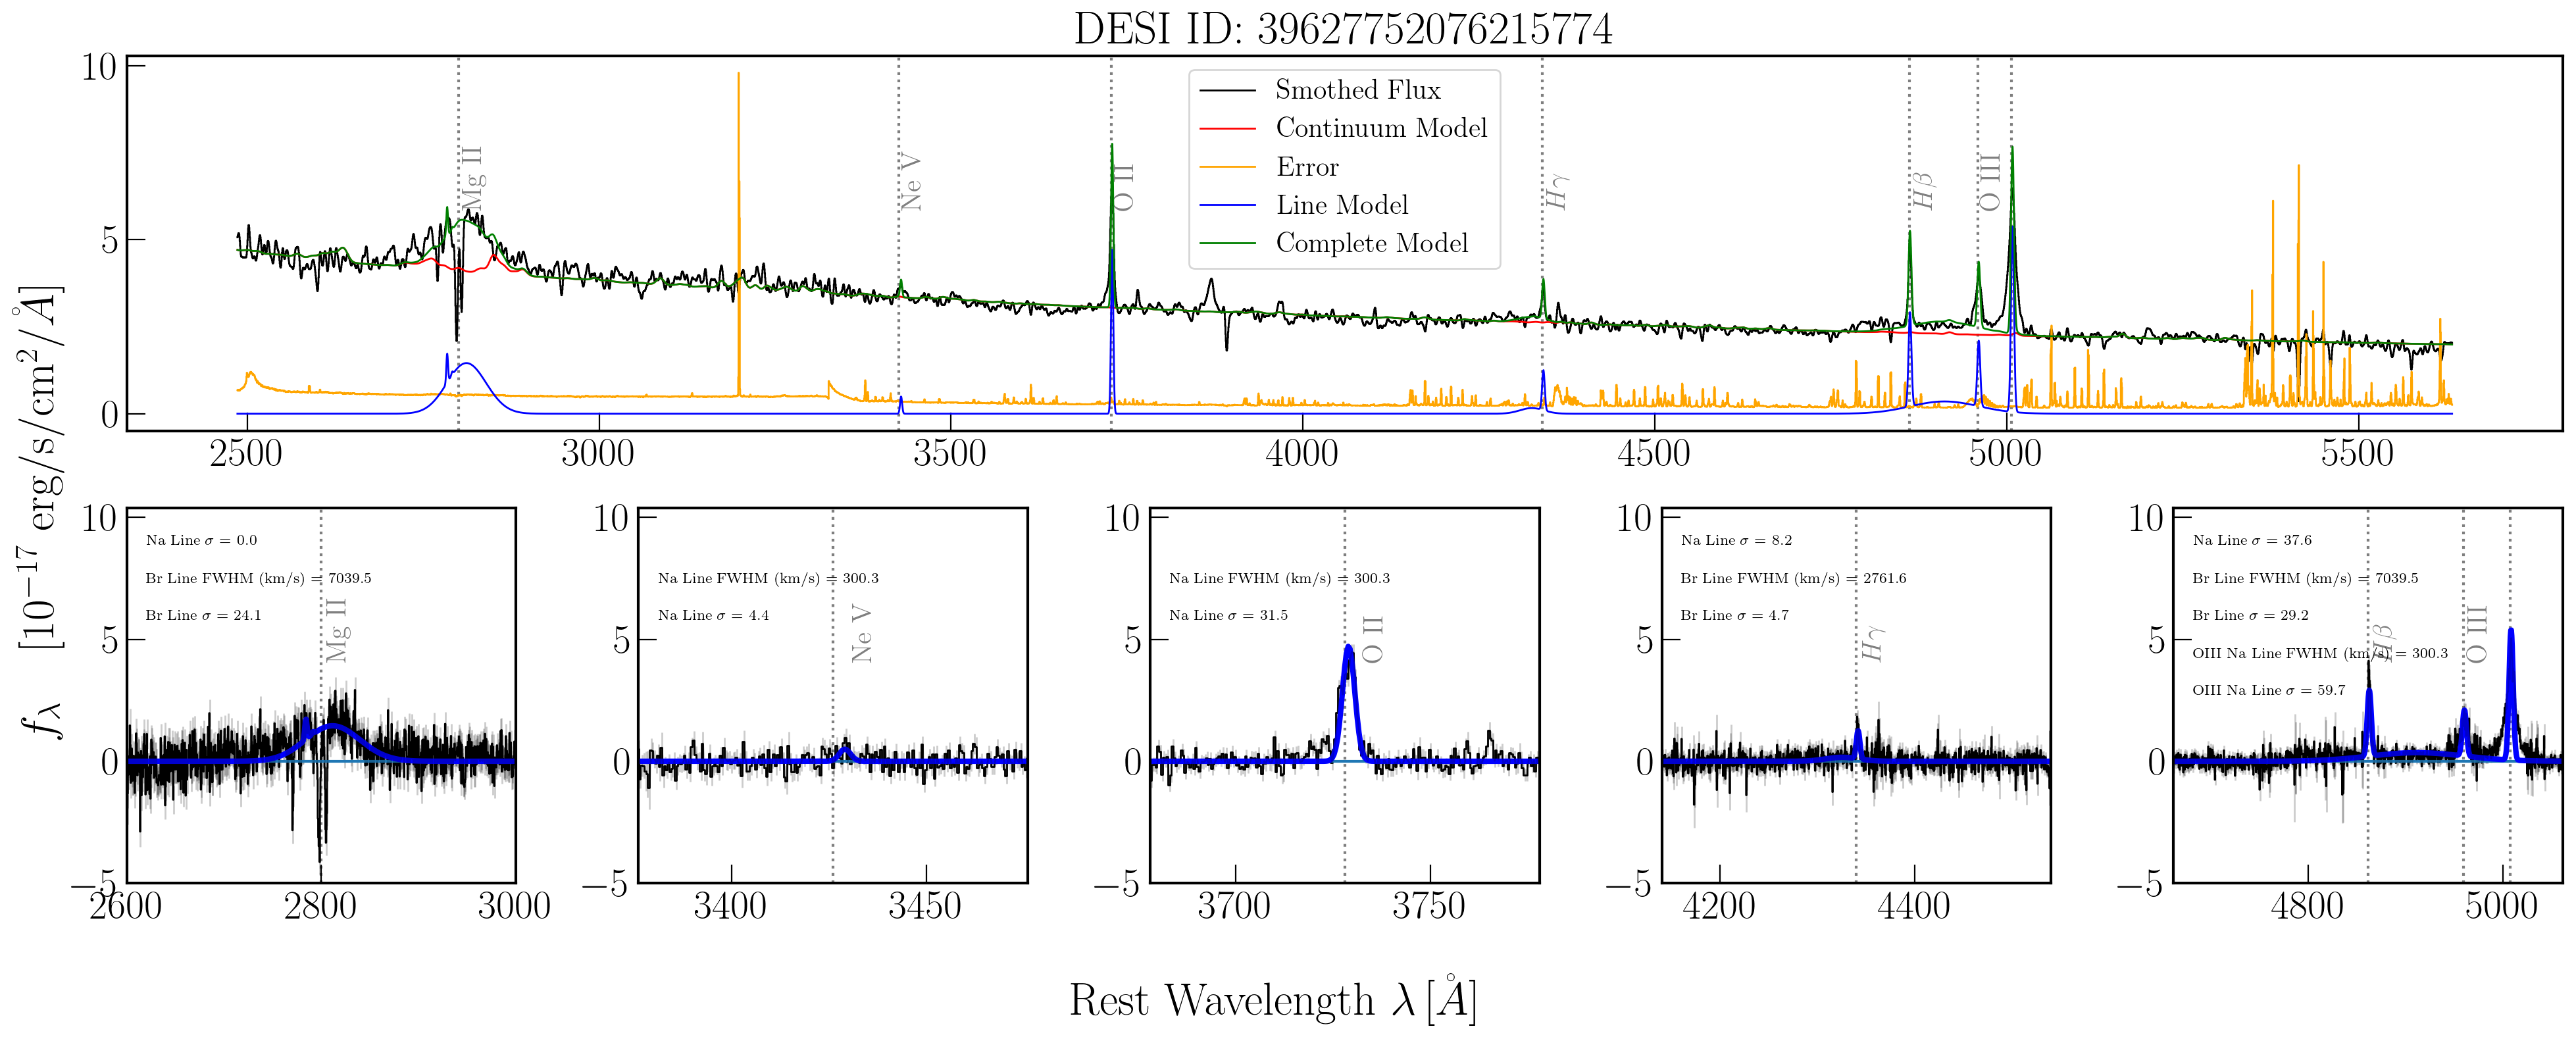 DESI ID: 39627752076215774
10
5
0
Smothed Flux
Continuum Model
Error
Line Model
Complete Model
Mg II
Ne V
O II
Hγ
Hβ
O III
2500 3000 3500 4000 4500 5000 5500
f_λ [10^{-17} erg/s/cm^2/Å]
10
5
0
−5
Na Line σ = 0.0
Br Line FWHM (km/s) = 7039.5
Br Line σ = 24.1
Mg II
2600 2800 3000
10
5
0
−5
Na Line FWHM (km/s) = 300.3
Na Line σ = 4.4
Ne V
3400 3450
10
5
0
−5
Na Line FWHM (km/s) = 300.3
Na Line σ = 31.5
O II
3700 3750
10
5
0
−5
Na Line σ = 8.2
Br Line FWHM (km/s) = 2761.6
Br Line σ = 4.7
Hγ
4200 4400
10
5
0
−5
Na Line σ = 37.6
Br Line FWHM (km/s) = 7039.5
Br Line σ = 29.2
OIII Na Line FWHM (km/s) = 300.3
OIII Na Line σ = 59.7
Hβ
O III
4800 5000
Rest Wavelength λ [Å]